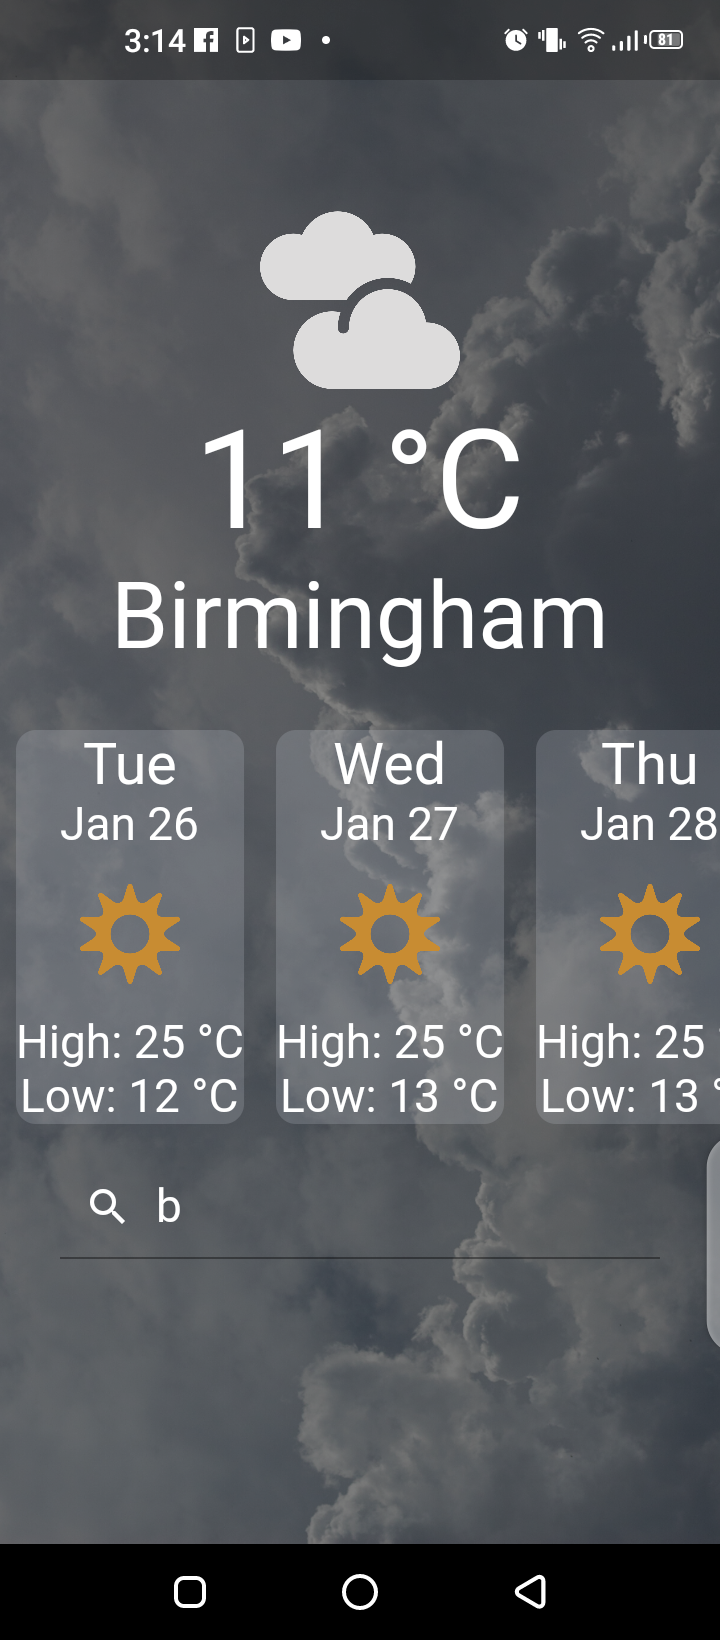 3:14
81
11 °C
Birmingham
Tue
Jan 26
High: 25 °C
Low: 12 °C
Wed
Jan 27
High: 25 °C
Low: 13 °C
Thu
Jan 28
High: 25 °
Low: 13 °
b